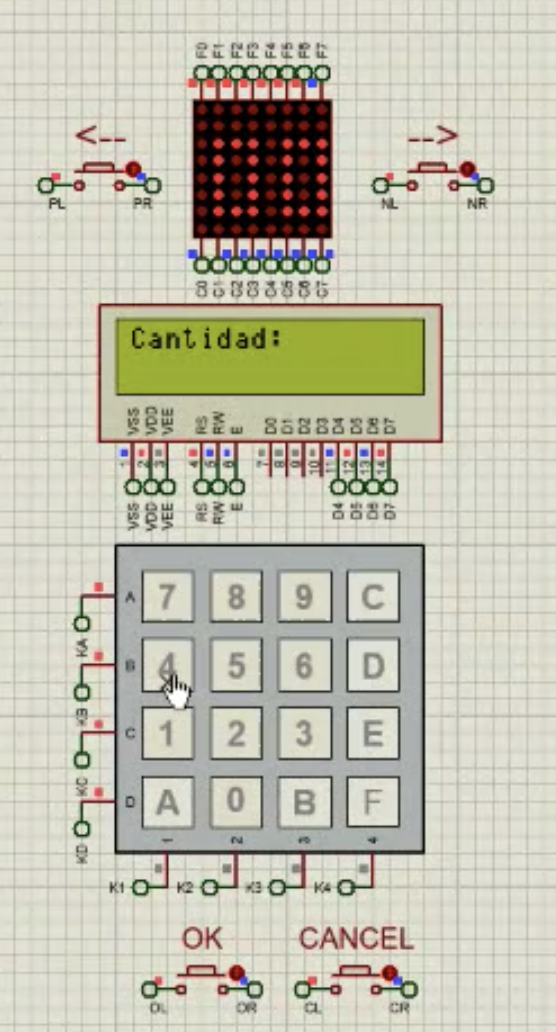 F0 F1 F2 F3 F4 F5 F6 F7
<-- -->
PL PR NL NR
C0 C1 C2 C3 C4 C5 C6 C7
Cantidad:
VSS VDD VEE RS RW E D0 D1 D2 D3 D4 D5 D6 D7
1 2 3 4 5 6 7 8 9 10 11 12 13 14
VSS VDD VEE RS RW E D4 D5 D6 D7
A 7 8 9 C
KA
B 4 5 6 D
KB
C 1 2 3 E
KC
D A 0 B F
KD
1 2 3 4
K1 K2 K3 K4
OK CANCEL
OL OR CL CR